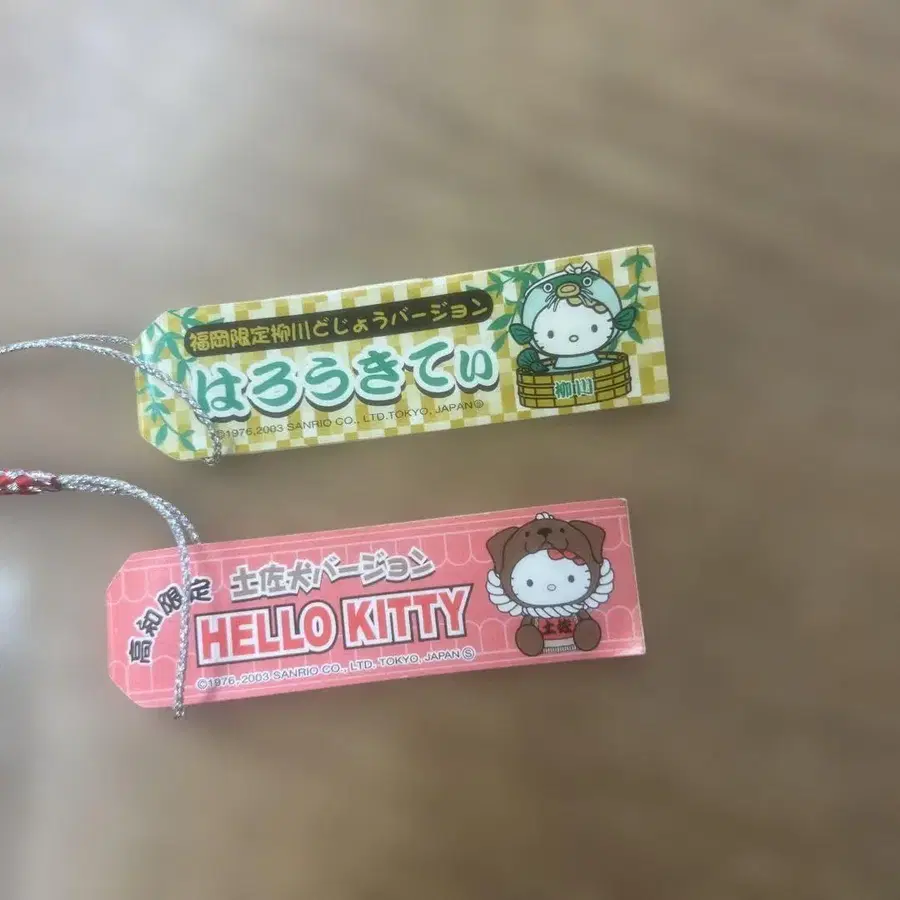 福岡限定柳川どじょうバージョン
はろうきてぃ
©1976,2003 SANRIO CO., LTD.TOKYO, JAPAN Ⓢ
柳川
高知限定
土佐犬バージョン
HELLO KITTY
©1976,2003 SANRIO CO., LTD. TOKYO, JAPAN Ⓢ
土佐